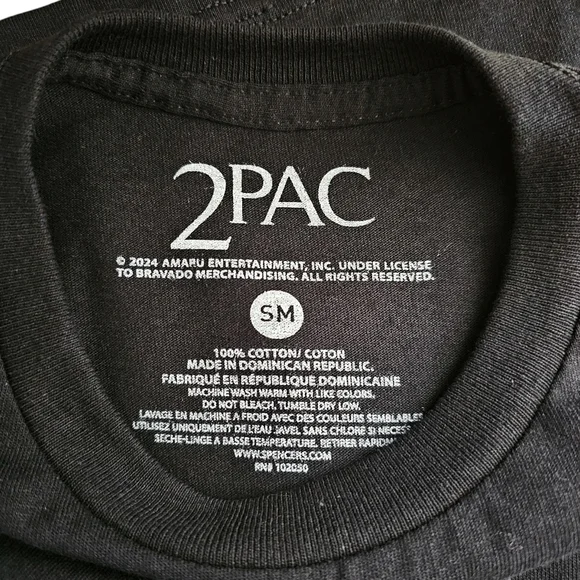 2PAC
© 2024 AMARU ENTERTAINMENT, INC. UNDER LICENSE
TO BRAVADO MERCHANDISING. ALL RIGHTS RESERVED.
SM
100% COTTON/ COTON
MADE IN DOMINICAN REPUBLIC.
FABRIQUÉ EN RÉPUBLIQUE DOMINICAINE
MACHINE WASH WARM WITH LIKE COLORS.
DO NOT BLEACH. TUMBLE DRY LOW.
LAVAGE EN MACHINE A FROID AVEC DES COULEURS SEMBLABLES
UTILISEZ UNIQUEMENT DE L'EAU JAVEL SANS CHLORE SI NECESS
SECHE-LINGE A BASSE TEMPERATURE. RETIRER RAPIDM
WWW.SPENCERS.COM
RN# 102050